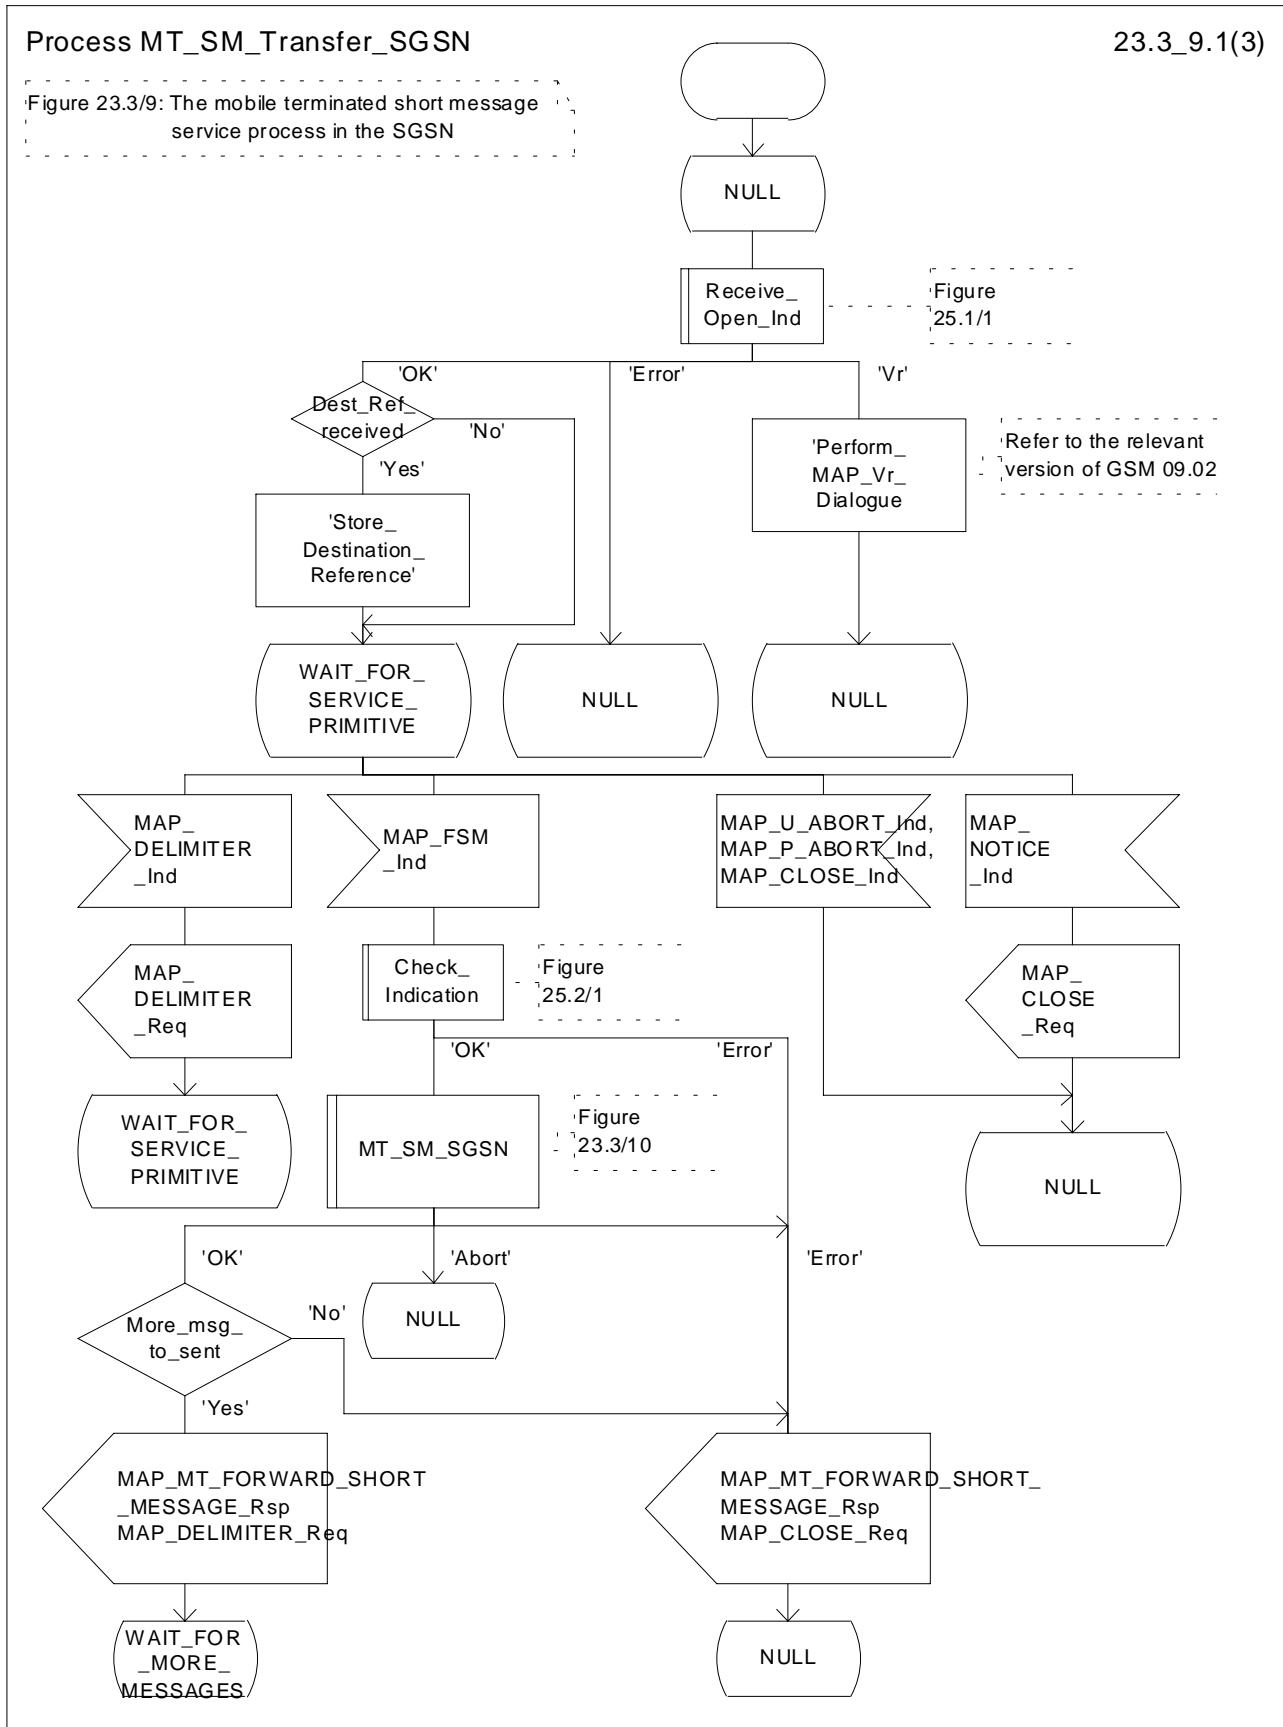 Process MT_SM_Transfer_SGSN
23.3_9.1(3)
Figure 23.3/9: The mobile terminated short message
service process in the SGSN
NULL
Receive_
Open_Ind
Figure
25.1/1
'OK'
'Error'
'Vr'
Dest_Ref_
received
'No'
'Yes'
'Perform_
MAP_Vr_
Dialogue
Refer to the relevant
version of GSM 09.02
'Store_
Destination_
Reference'
WAIT_FOR_
SERVICE_
PRIMITIVE
NULL
NULL
MAP_
DELIMITER
_Ind
MAP_FSM
_Ind
MAP_U_ABORT_Ind,
MAP_P_ABORT_Ind,
MAP_CLOSE_Ind
MAP_
NOTICE
_Ind
MAP_
DELIMITER
_Req
Check_
Indication
Figure
25.2/1
MAP_
CLOSE
_Req
'OK'
'Error'
WAIT_FOR_
SERVICE_
PRIMITIVE
MT_SM_SGSN
Figure
23.3/10
NULL
'OK'
'Abort'
'Error'
More_msg_
to_sent
'No'
NULL
'Yes'
MAP_MT_FORWARD_SHORT
_MESSAGE_Rsp
MAP_DELIMITER_Req
MAP_MT_FORWARD_SHORT_
MESSAGE_Rsp
MAP_CLOSE_Req
WAIT_FOR
_MORE_
MESSAGES
NULL